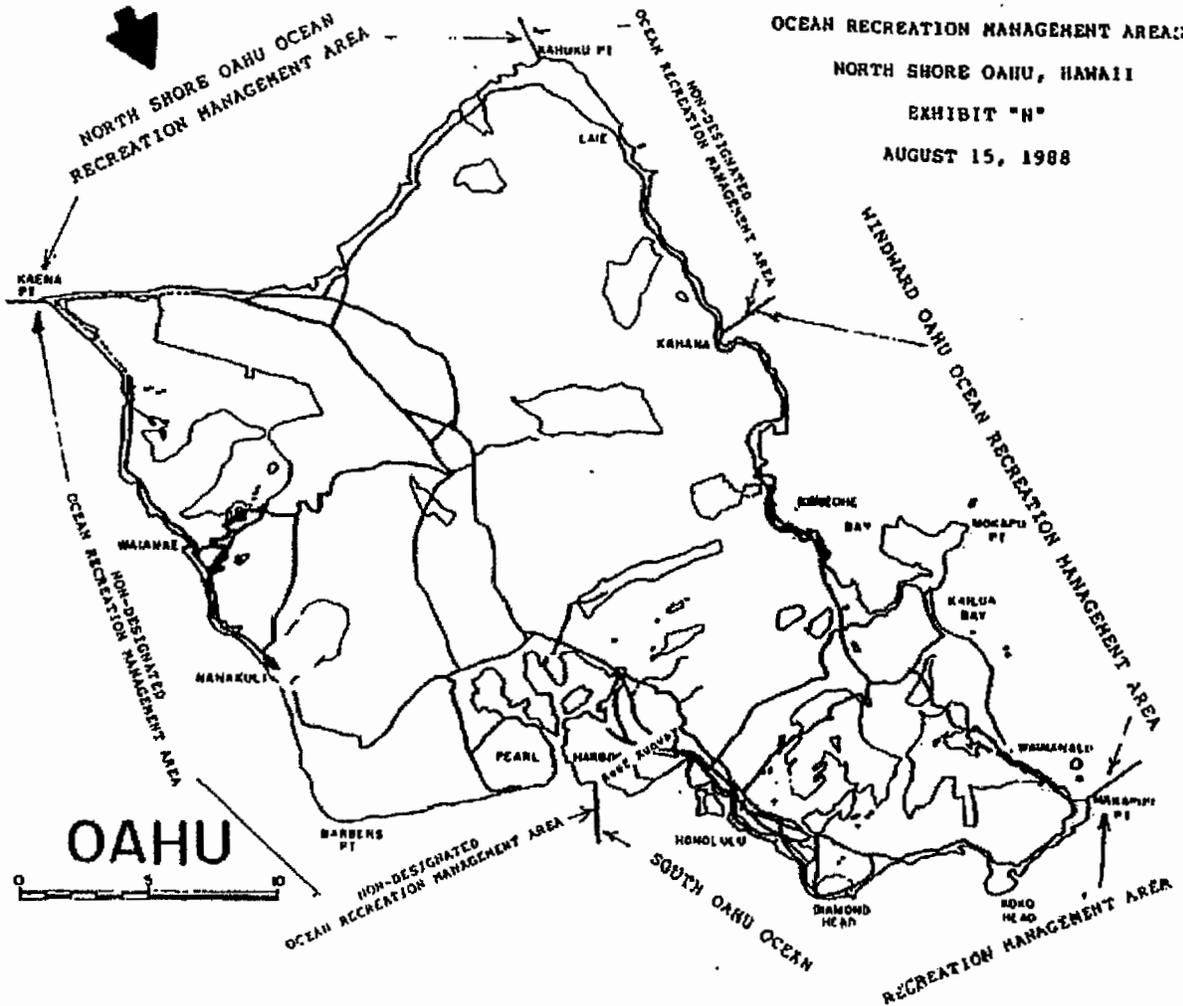 OCEAN RECREATION MANAGEMENT AREAS
NORTH SHORE OAHU, HAWAII
EXHIBIT "N"
AUGUST 15, 1988
NORTH SHORE OAHU OCEAN
RECREATION MANAGEMENT AREA
KAHUKU PT
NON-DESIGNATED
OCEAN RECREATION MANAGEMENT AREA
LAIE
WINDWARD OAHU OCEAN RECREATION MANAGEMENT AREA
KAENA
PT
KAHANA
KANEOHE
BAY
MOKAPU
PT
KAILUA
BAY
WAIANAE
NON-DESIGNATED
OCEAN RECREATION MANAGEMENT AREA
NANAKULI
PEARL
HARBOR
WAIMANALO
MAKAPUU
PT
BARBERS
PT
HONOLULU
DIAMOND
HEAD
KOKO
HEAD
NON-DESIGNATED
OCEAN RECREATION MANAGEMENT AREA
SOUTH OAHU OCEAN
RECREATION MANAGEMENT AREA
OAHU
0 5 10